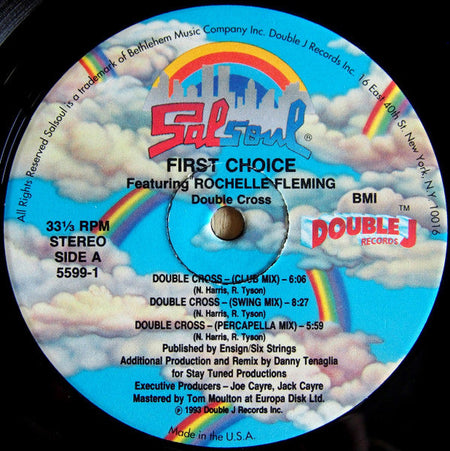 All Rights Reserved Salsoul is a trademark of Bethlehem Music Company Inc. Double J Records Inc. 16 East 40th St. New York, N.Y. 10016
Salsoul®
FIRST CHOICE
Featuring ROCHELLE FLEMING
Double Cross
33⅓ RPM
STEREO
SIDE A
5599-1
BMI
DOUBLE J™
RECORDS
DOUBLE CROSS – (CLUB MIX) – 6:06
(N. Harris, R. Tyson)
DOUBLE CROSS – (SWING MIX) – 8:27
(N. Harris, R. Tyson)
DOUBLE CROSS – (PERCAPELLA MIX) – 5:59
(N. Harris, R. Tyson)
Published by Ensign/Six Strings
Additional Production and Remix by Danny Tenaglia
for Stay Tuned Productions
Executive Producers – Joe Cayre, Jack Cayre
Mastered by Tom Moulton at Europa Disk Ltd.
℗ 1993 Double J Records Inc.
Made in the U.S.A.